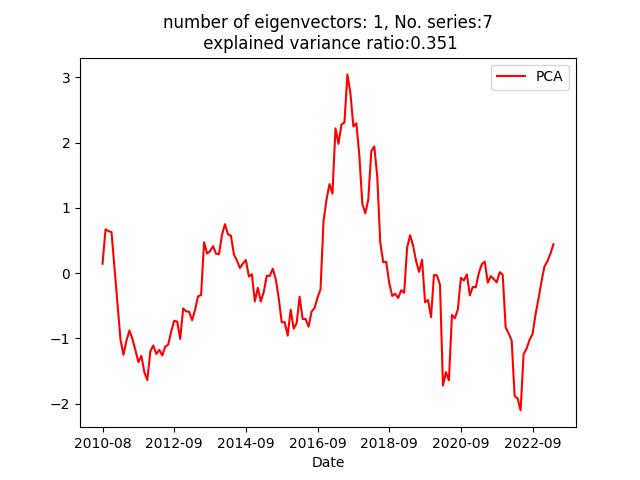 number of eigenvectors: 1, No. series:7
explained variance ratio:0.351
PCA
3
2
1
0
−1
−2
2010-08 2012-09 2014-09 2016-09 2018-09 2020-09 2022-09
Date